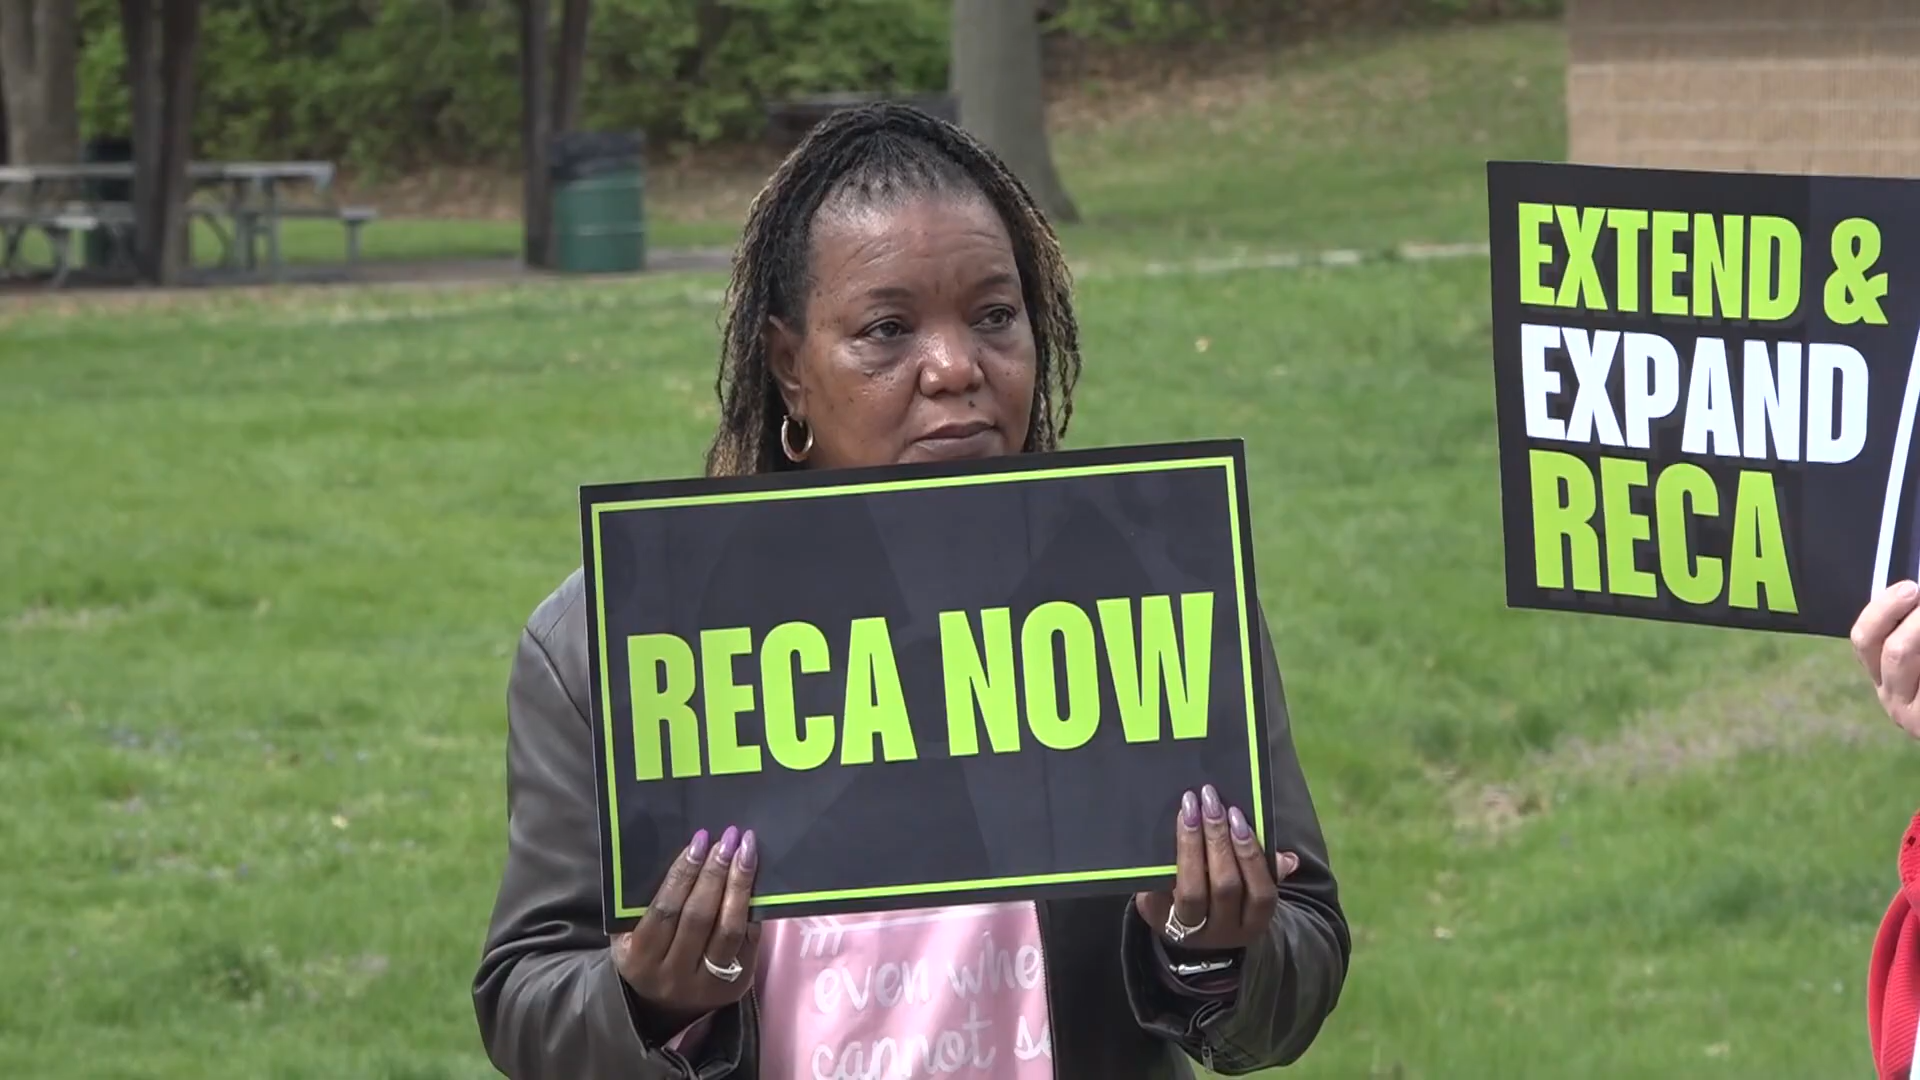 RECA NOW
EXTEND &
EXPAND
RECA
even whe
cannot s